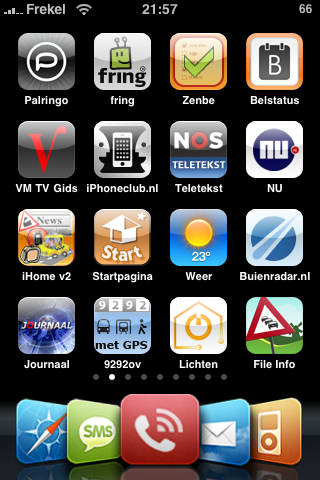 Frekel 21:57 66
fring B
Palringo fring Zenbe Belstatus
V NOS TELETEKST nu
VM TV Gids iPhoneclub.nl Teletekst NU
News Start 23°
iHome v2 Startpagina Weer Buienradar.nl
JOURNAAL 9292 met GPS
Journaal 9292ov Lichten File Info
SMS